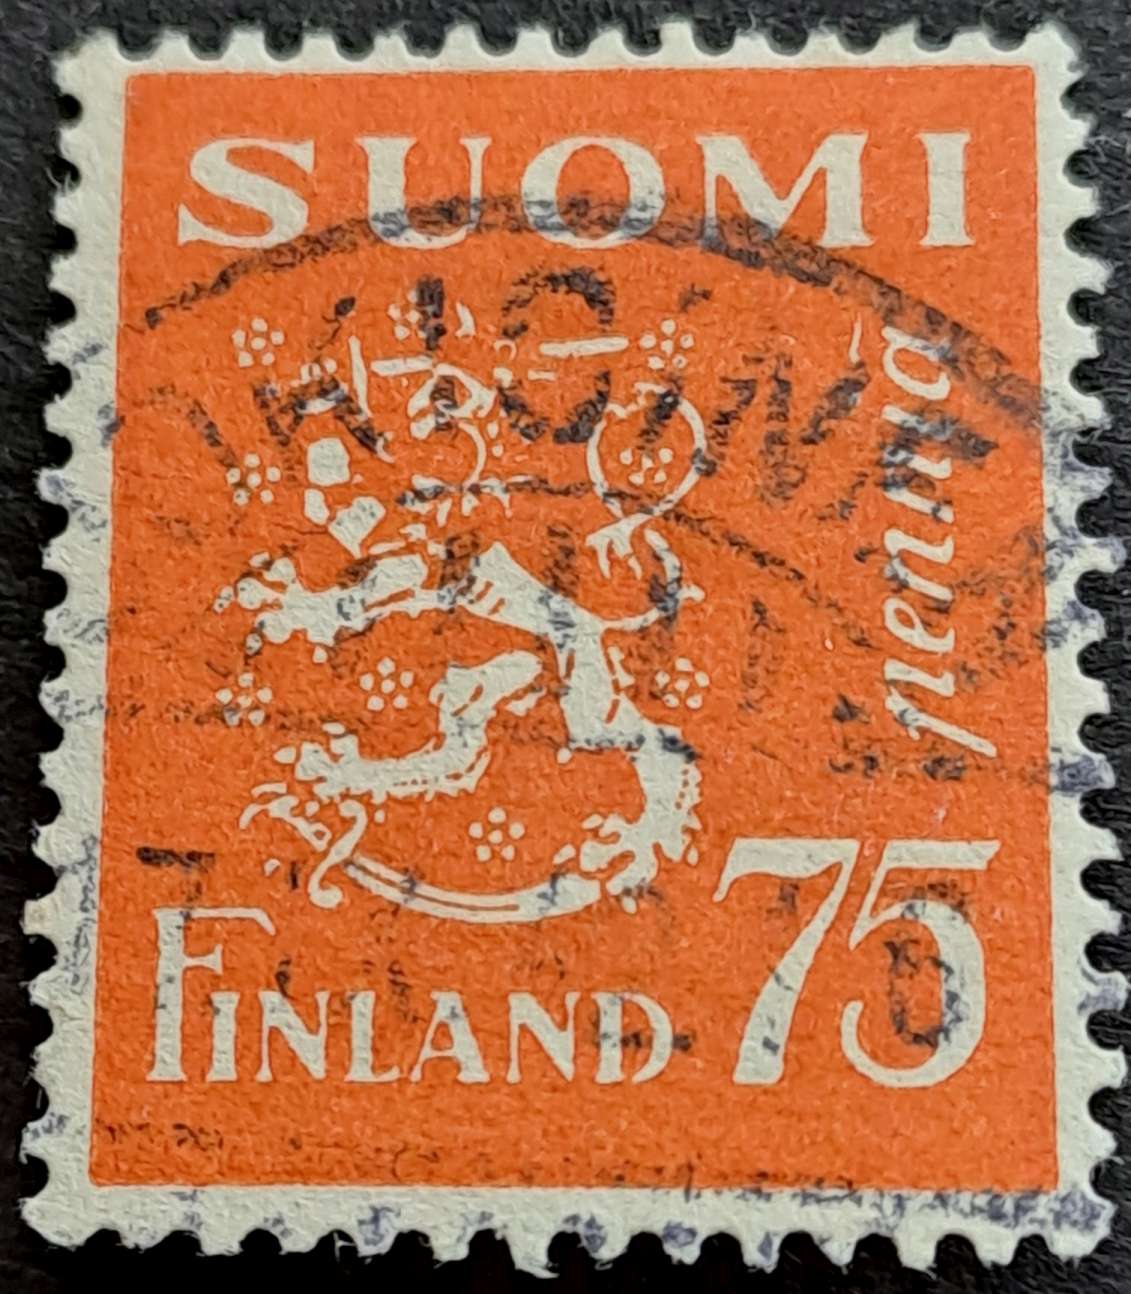 SUOMI
penniä
75
FINLAND